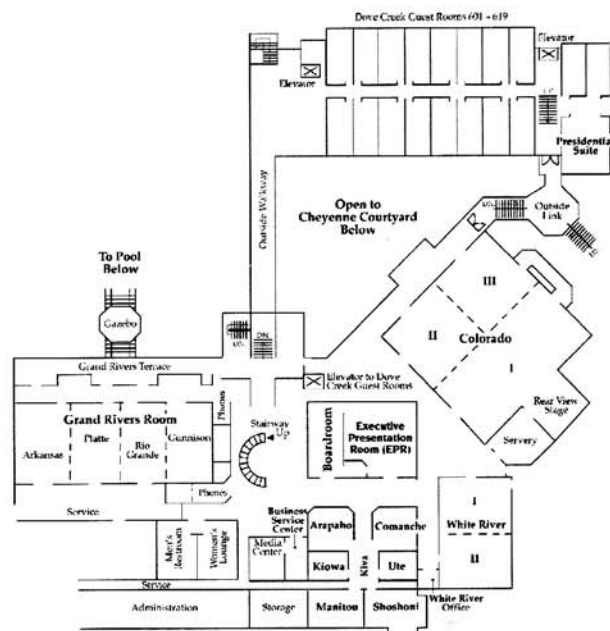 Dove Creek Guest Rooms 601 - 619
Elevator
Elevator
UP
Presidential
Suite
Outside Walkway
Open to
Cheyenne Courtyard
Below
DN.
Outside
Link
To Pool
Below
Gazebo
III
II
Colorado
I
Rear View
Stage
Servery
DN.
DN.
Grand Rivers Terrace
Elevator to Dove
Creek Guest Rooms
Phones
Grand Rivers Room
Arkansas
Platte
Rio
Grande
Gunnison
Stairway
Up
Boardroom
Executive
Presentation
Room (EPR)
Phones
Service
Men's
Restroom
Women's
Lounge
Business
Service
Center
Media
Center
Arapaho
Comanche
Kiowa
Kiva
Ute
I
White River
II
Service
Administration
Storage
Manitou
Shoshoni
White River
Office